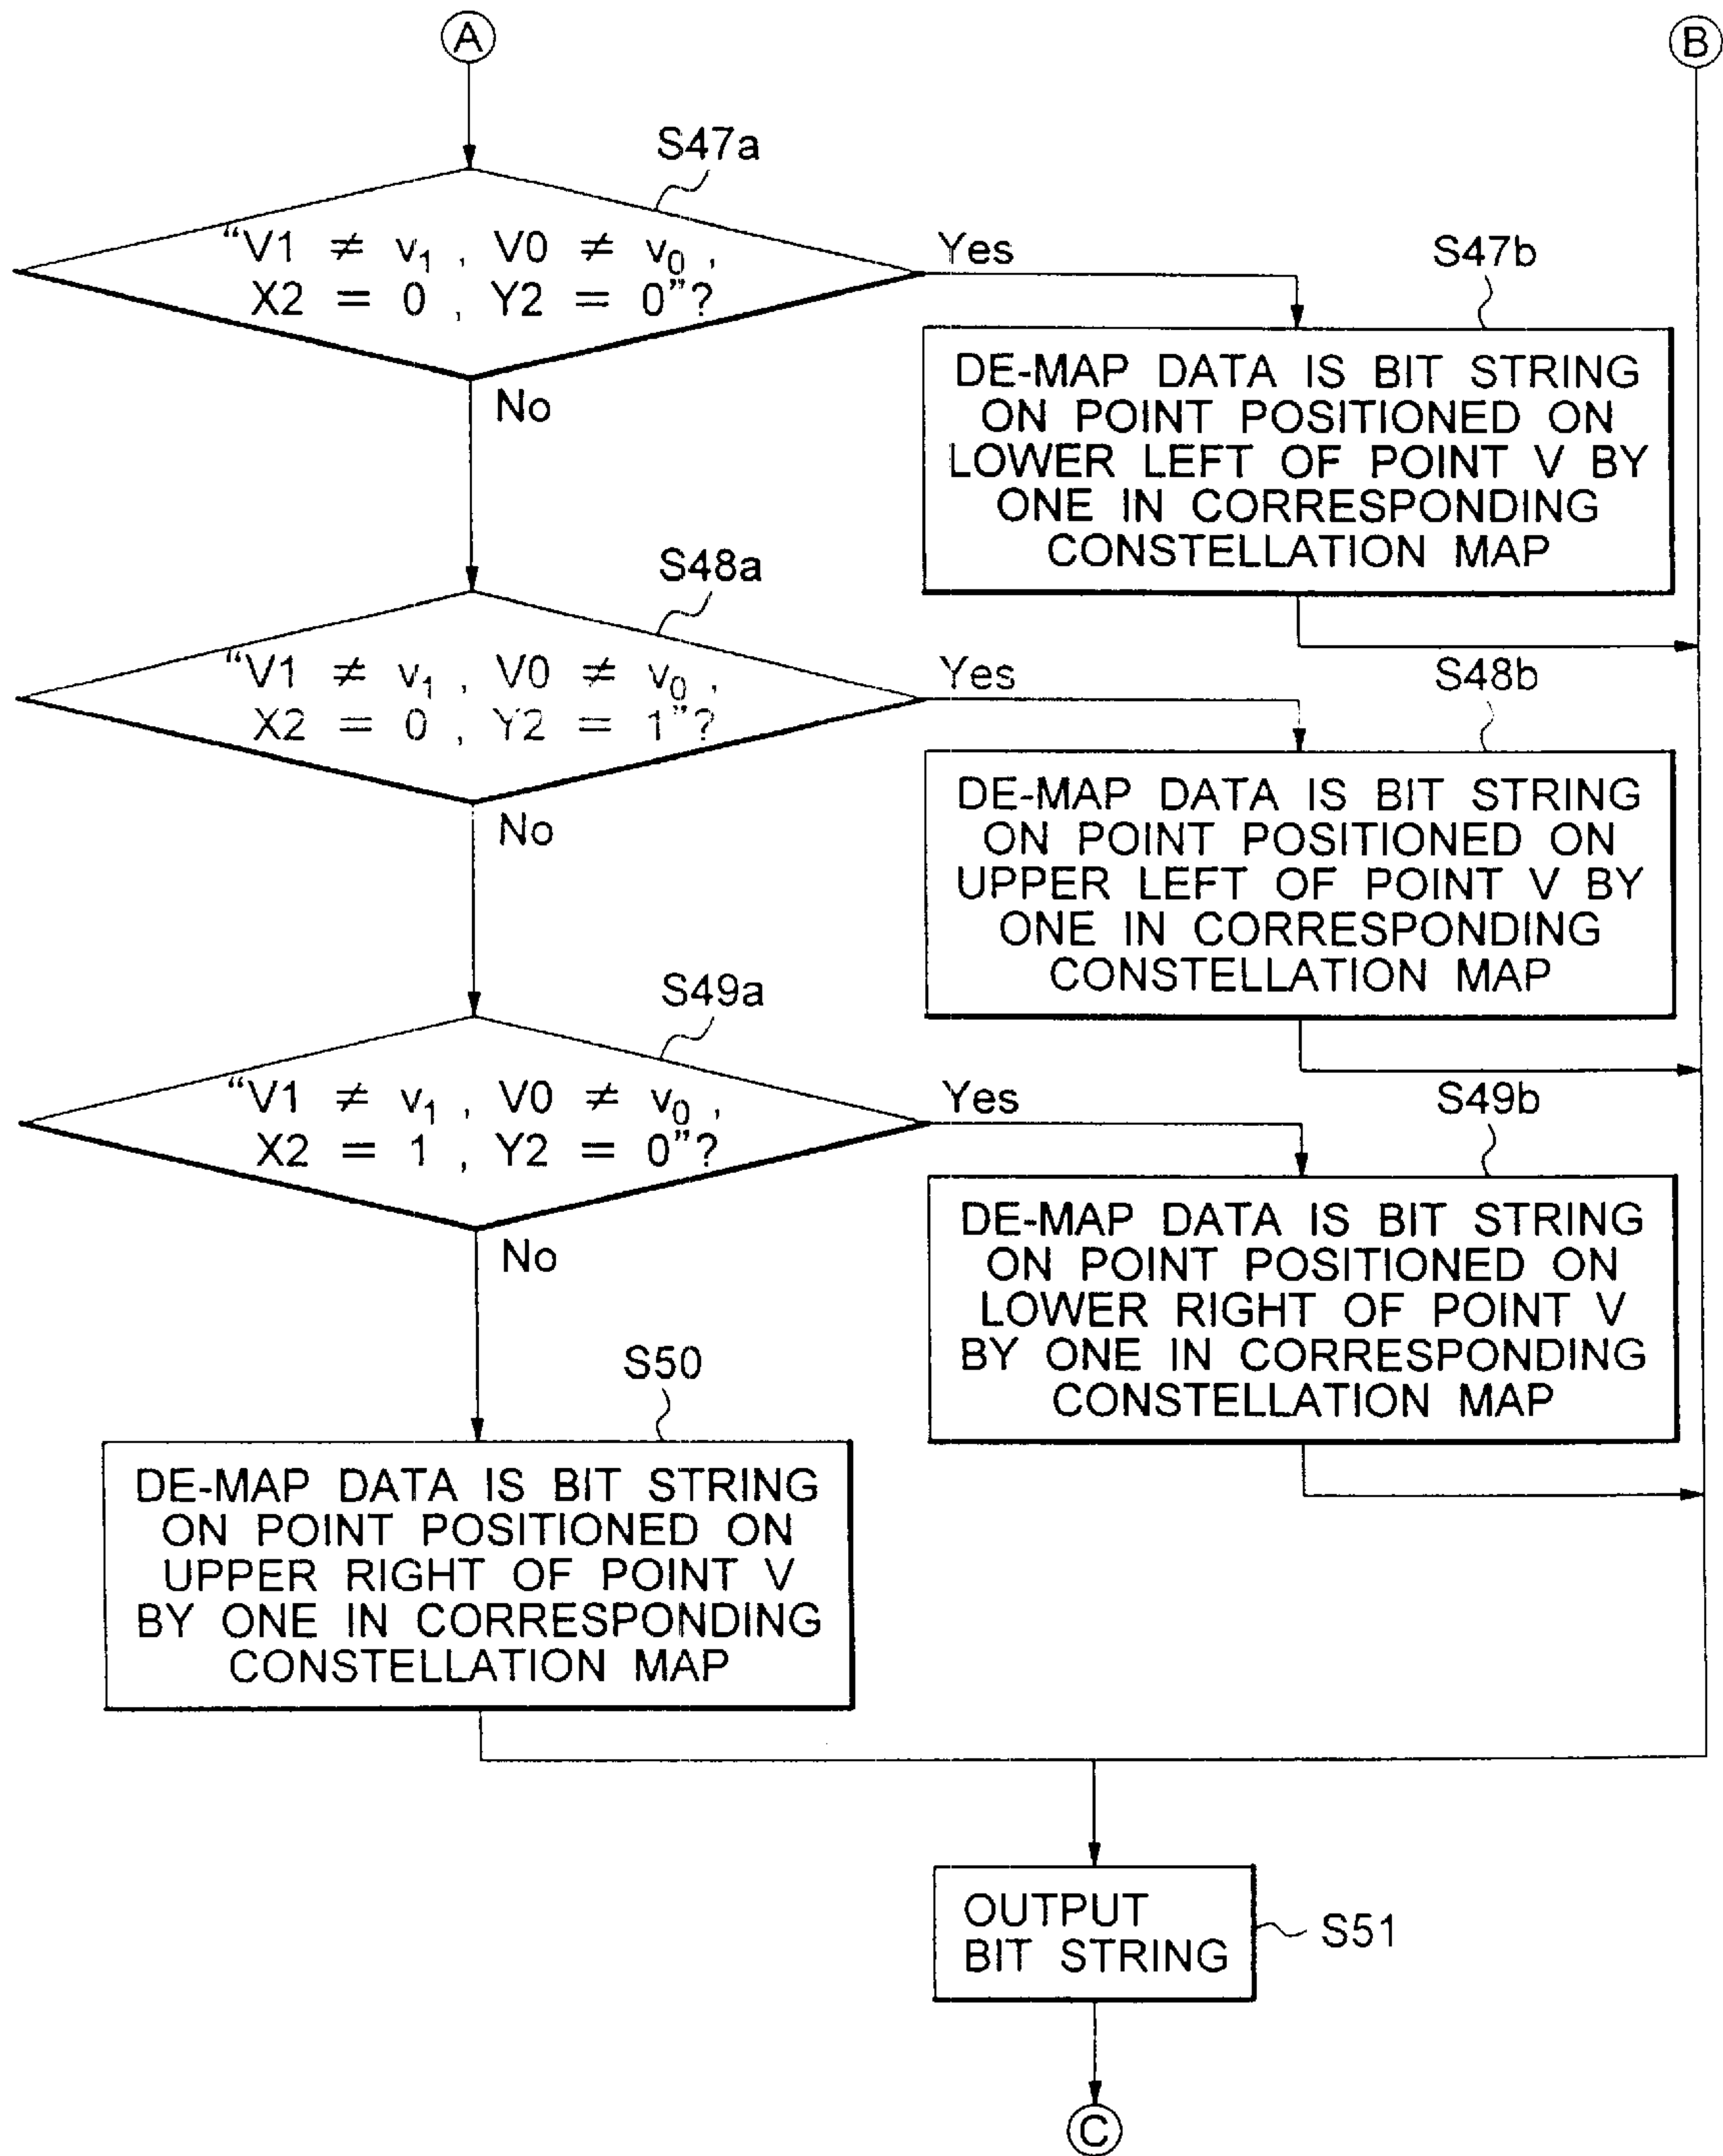 A
B
S47a
"V1 ≠ v₁ , V0 ≠ v₀ ,
X2 = 0 , Y2 = 0"?
Yes
No
S47b
DE-MAP DATA IS BIT STRING
ON POINT POSITIONED ON
LOWER LEFT OF POINT V BY
ONE IN CORRESPONDING
CONSTELLATION MAP
S48a
"V1 ≠ v₁ , V0 ≠ v₀ ,
X2 = 0 , Y2 = 1"?
Yes
No
S48b
DE-MAP DATA IS BIT STRING
ON POINT POSITIONED ON
UPPER LEFT OF POINT V BY
ONE IN CORRESPONDING
CONSTELLATION MAP
S49a
"V1 ≠ v₁ , V0 ≠ v₀ ,
X2 = 1 , Y2 = 0"?
Yes
No
S49b
DE-MAP DATA IS BIT STRING
ON POINT POSITIONED ON
LOWER RIGHT OF POINT V
BY ONE IN CORRESPONDING
CONSTELLATION MAP
S50
DE-MAP DATA IS BIT STRING
ON POINT POSITIONED ON
UPPER RIGHT OF POINT V
BY ONE IN CORRESPONDING
CONSTELLATION MAP
OUTPUT
BIT STRING
S51
C